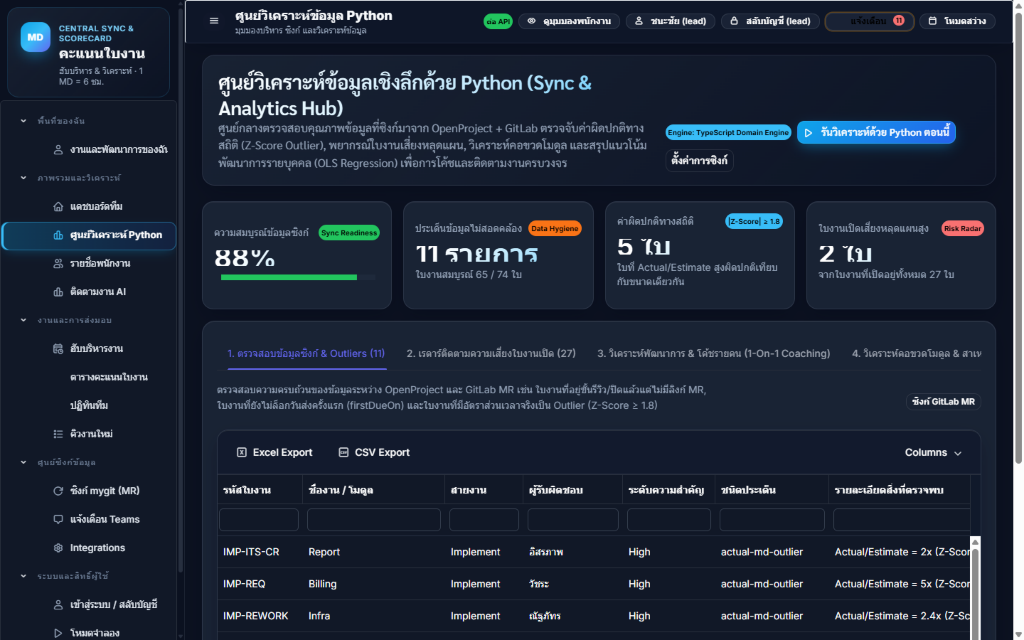 MD
CENTRAL SYNC &
SCORECARD
คะแนนใบงาน
ฮับบริหาร & วิเคราะห์ · 1
MD = 6 ชม.
พื้นที่ของฉัน
งานและพัฒนาการของฉัน
ภาพรวมและวิเคราะห์
แดชบอร์ดทีม
ศูนย์วิเคราะห์ Python
รายชื่อพนักงาน
ติดตามงาน AI
งานและการส่งมอบ
ฮับบริหารงาน
ตารางคะแนนใบงาน
ปฏิทินทีม
คิวงานใหม่
ศูนย์ซิงก์ข้อมูล
ซิงก์ mygit (MR)
แจ้งเตือน Teams
Integrations
ระบบและสิทธิ์ผู้ใช้
เข้าสู่ระบบ / สลับบัญชี
โหมดจำลอง
ศูนย์วิเคราะห์ข้อมูล Python
มุมมองบริหาร ซิงก์ และวิเคราะห์ข้อมูล
ต่อ API
ดูมุมมองพนักงาน
ชนะชัย (lead)
สลับบัญชี (lead)
แจ้งเตือน 11
โหมดสว่าง
ศูนย์วิเคราะห์ข้อมูลเชิงลึกด้วย Python (Sync &
Analytics Hub)
ศูนย์กลางตรวจสอบคุณภาพข้อมูลที่ซิงก์มาจาก OpenProject + GitLab ตรวจจับค่าผิดปกติทาง
สถิติ (Z-Score Outlier), พยากรณ์ใบงานเสี่ยงหลุดแผน, วิเคราะห์คอขวดโมดูล และสรุปแนวโน้ม
พัฒนาการรายบุคคล (OLS Regression) เพื่อการโค้ชและติดตามงานครบวงจร
Engine: TypeScript Domain Engine
รันวิเคราะห์ด้วย Python ตอนนี้
ตั้งค่าการซิงก์
ความสมบูรณ์ข้อมูลซิงก์
Sync Readiness
88%
ประเด็นข้อมูลไม่สอดคล้อง
Data Hygiene
11 รายการ
ใบงานสมบูรณ์ 65 / 74 ใบ
ค่าผิดปกติทางสถิติ
|Z-Score| ≥ 1.8
5 ใบ
ใบที่ Actual/Estimate สูงผิดปกติเทียบ
กับขนาดเดียวกัน
ใบงานเปิดเสี่ยงหลุดแผนสูง
Risk Radar
2 ใบ
จากใบงานที่เปิดอยู่ทั้งหมด 27 ใบ
1. ตรวจสอบข้อมูลซิงก์ & Outliers (11)
2. เรดาร์ติดตามความเสี่ยงใบงานเปิด (27)
3. วิเคราะห์พัฒนาการ & โค้ชรายคน (1-On-1 Coaching)
4. วิเคราะห์คอขวดโมดูล & สาเห
ตรวจสอบความครบถ้วนของข้อมูลระหว่าง OpenProject และ GitLab MR เช่น ใบงานที่อยู่ขั้นรีวิว/ปิดแล้วแต่ไม่มีลิงก์ MR,
ใบงานที่ยังไม่ล็อกวันส่งครั้งแรก (firstDueOn) และใบงานที่มีอัตราส่วนเวลาจริงเป็น Outlier (Z-Score ≥ 1.8)
ซิงก์ GitLab MR
Excel Export
CSV Export
Columns
รหัสใบงาน ชื่องาน / โมดูล สายงาน ผู้รับผิดชอบ ระดับความสำคัญ ชนิดประเด็น รายละเอียดสิ่งที่ตรวจพบ
IMP-ITS-CR Report Implement อิสรภาพ High actual-md-outlier Actual/Estimate = 2x (Z-Scor
IMP-REQ Billing Implement วัชระ High actual-md-outlier Actual/Estimate = 5x (Z-Scor
IMP-REWORK Infra Implement ณัฐภัทร High actual-md-outlier Actual/Estimate = 2.4x (Z-Sc